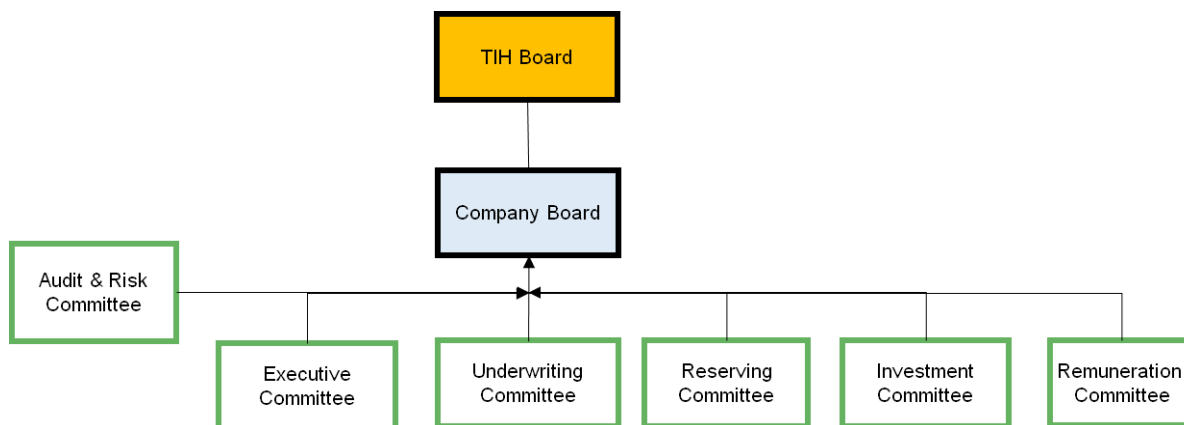 TIH Board
Company Board
Audit & Risk
Committee
Executive
Committee
Underwriting
Committee
Reserving
Committee
Investment
Committee
Remuneration
Committee